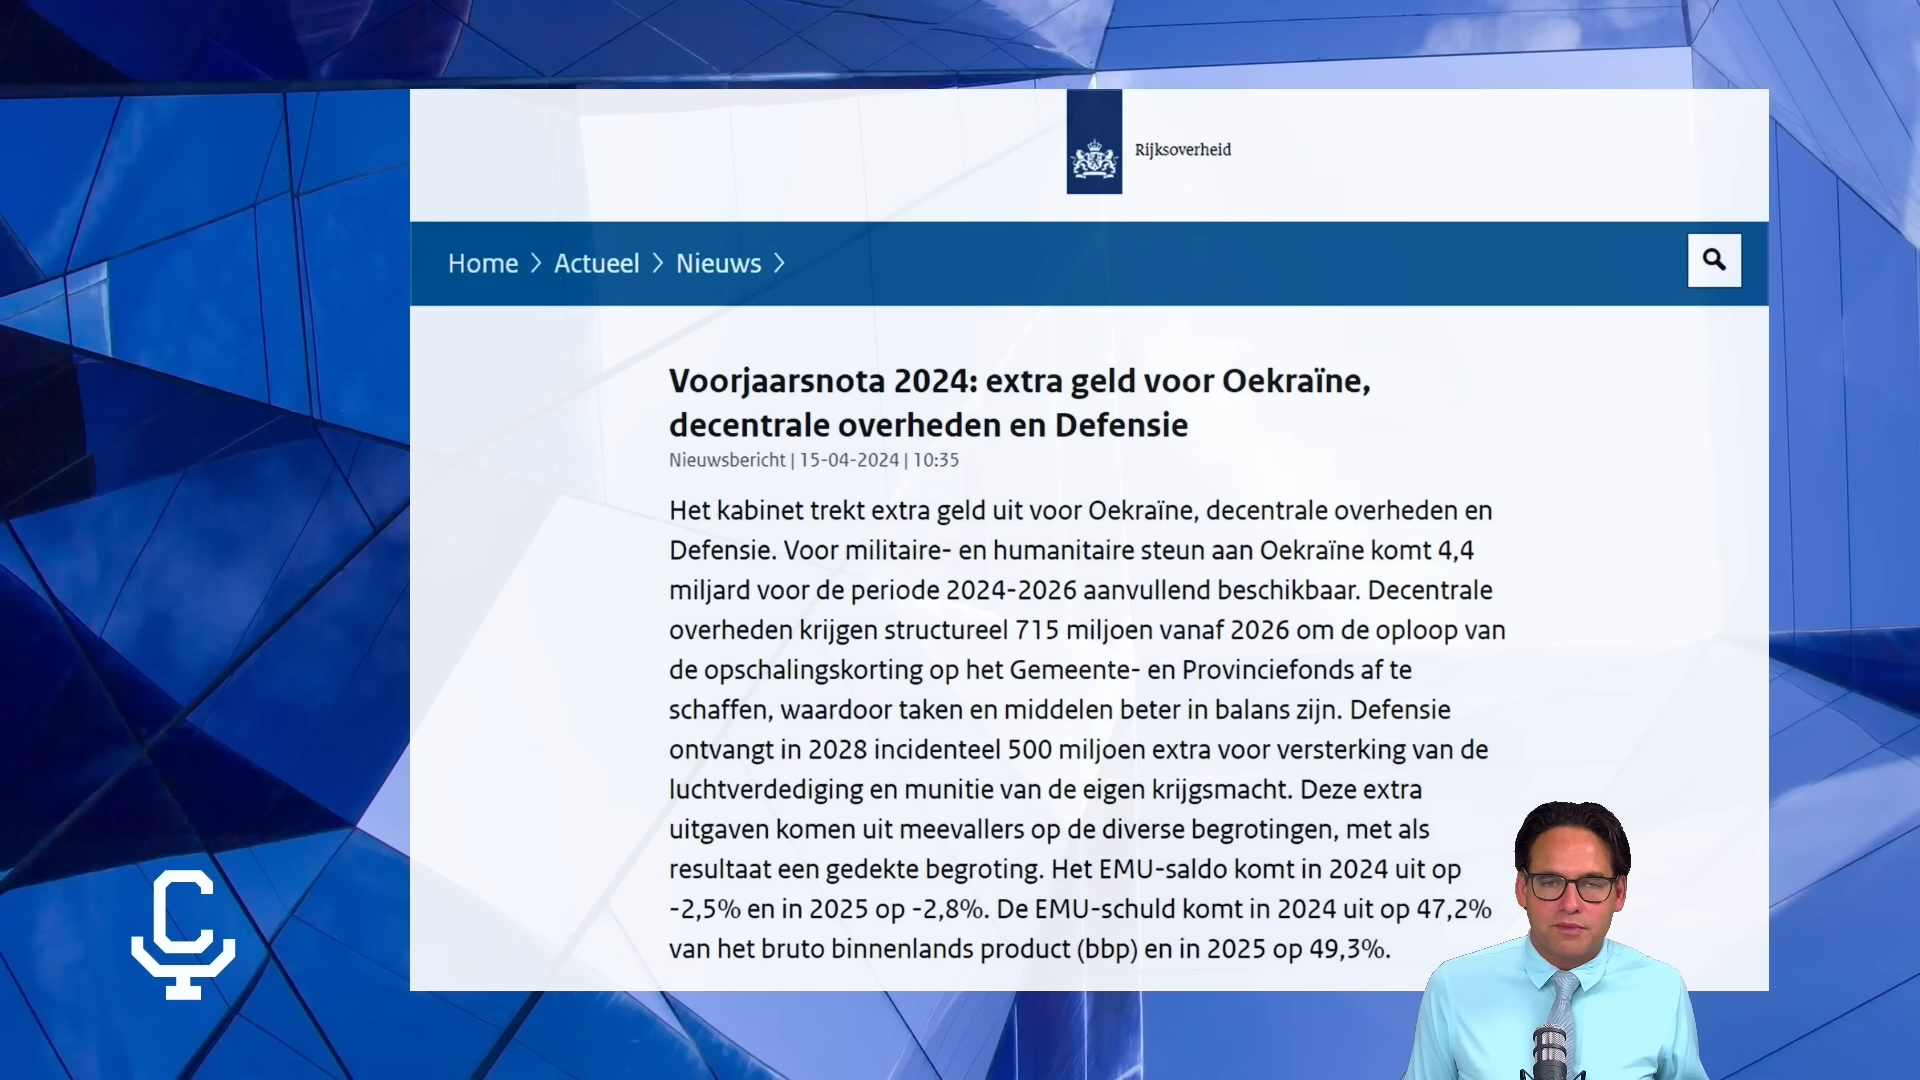 Rijksoverheid
Home > Actueel > Nieuws >
Voorjaarsnota 2024: extra geld voor Oekraïne,
decentrale overheden en Defensie
Nieuwsbericht | 15-04-2024 | 10:35
Het kabinet trekt extra geld uit voor Oekraïne, decentrale overheden en
Defensie. Voor militaire- en humanitaire steun aan Oekraïne komt 4,4
miljard voor de periode 2024-2026 aanvullend beschikbaar. Decentrale
overheden krijgen structureel 715 miljoen vanaf 2026 om de oploop van
de opschalingskorting op het Gemeente- en Provinciefonds af te
schaffen, waardoor taken en middelen beter in balans zijn. Defensie
ontvangt in 2028 incidenteel 500 miljoen extra voor versterking van de
luchtverdediging en munitie van de eigen krijgsmacht. Deze extra
uitgaven komen uit meevallers op de diverse begrotingen, met als
resultaat een gedekte begroting. Het EMU-saldo komt in 2024 uit op
-2,5% en in 2025 op -2,8%. De EMU-schuld komt in 2024 uit op 47,2%
van het bruto binnenlands product (bbp) en in 2025 op 49,3%.